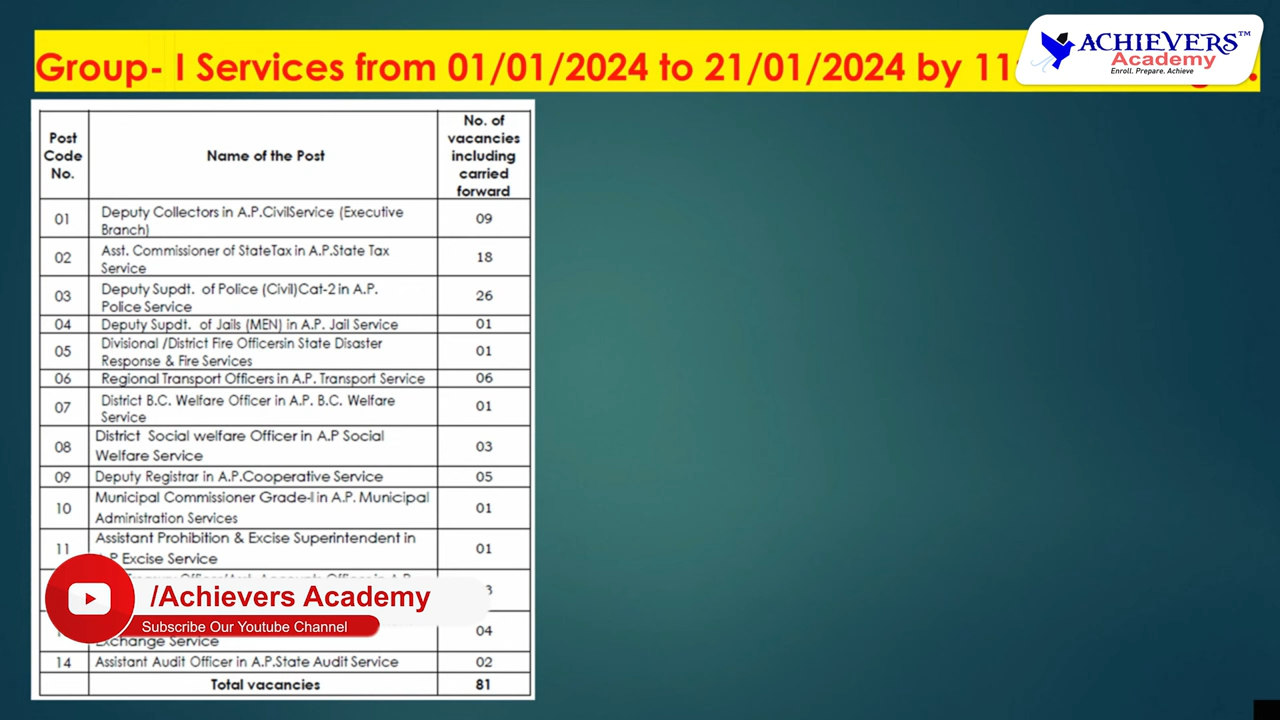 Group- I Services from 01/01/2024 to 21/01/2024 by 11
ACHIEVERS™
Academy
Enroll. Prepare. Achieve
Post Code No.
Name of the Post
No. of vacancies including carried forward
01 Deputy Collectors in A.P.CivilService (Executive 09
Branch)
02 Asst. Commissioner of StateTax in A.P.State Tax 18
Service
03 Deputy Supdt. of Police (Civil)Cat-2 in A.P. 26
Police Service
04 Deputy Supdt. of Jails (MEN) in A.P. Jail Service 01
05 Divisional /District Fire Officersin State Disaster 01
Response & Fire Services
06 Regional Transport Officers in A.P. Transport Service 06
07 District B.C. Welfare Officer in A.P. B.C. Welfare 01
Service
08 District Social welfare Officer in A.P Social 03
Welfare Service
09 Deputy Registrar in A.P.Cooperative Service 05
10 Municipal Commissioner Grade-I in A.P. Municipal 01
Administration Services
11 Assistant Prohibition & Excise Superintendent in 01
Excise Service
/Achievers Academy
Subscribe Our Youtube Channel
04
Exchange Service
14 Assistant Audit Officer in A.P.State Audit Service 02
Total vacancies 81